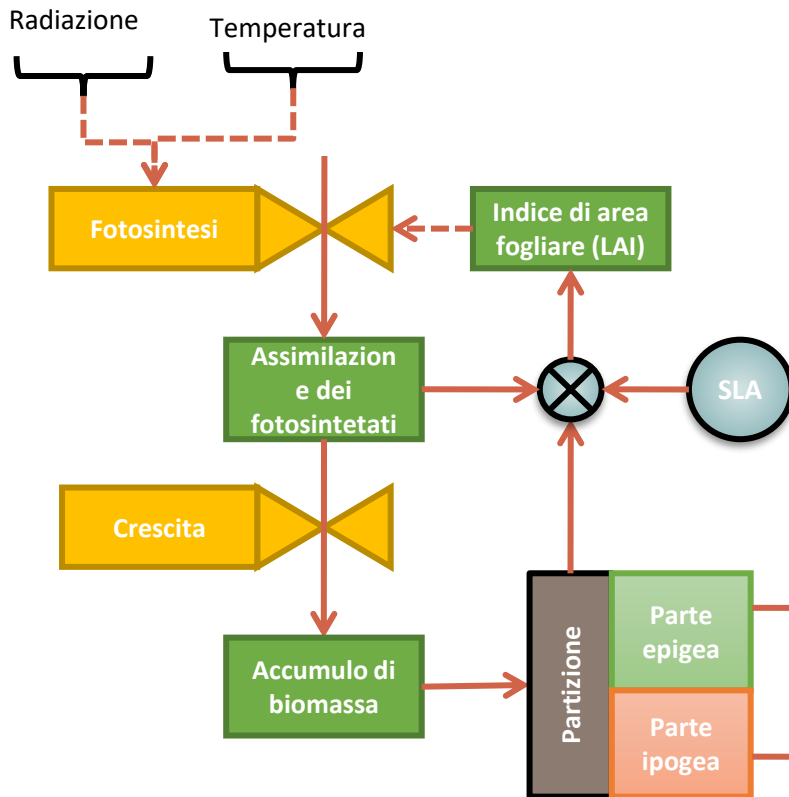 Radiazione
Temperatura
Fotosintesi
Indice di area
fogliare (LAI)
Assimilazion
e dei
fotosintetati
SLA
Crescita
Partizione
Parte
epigea
Accumulo di
biomassa
Parte
ipogea